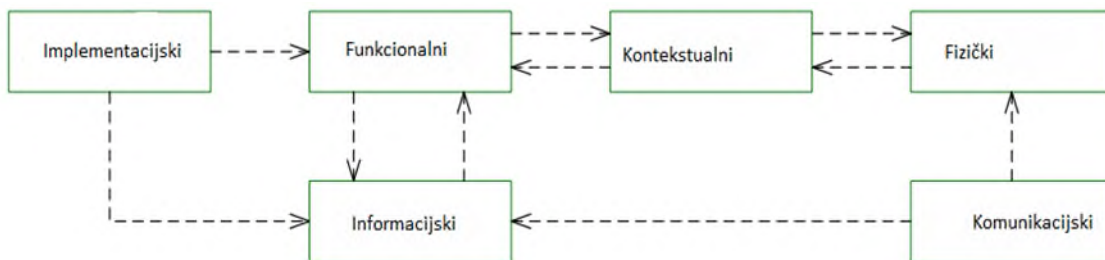 Implementacijski
Funkcionalni
Kontekstualni
Fizički
Informacijski
Komunikacijski